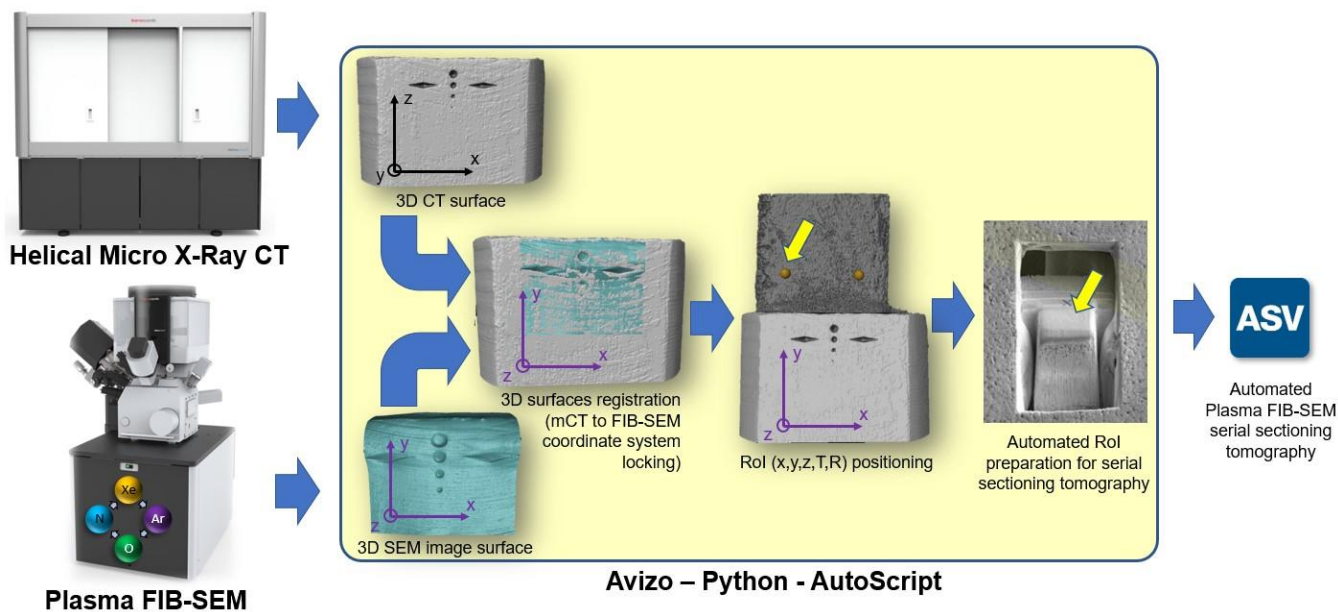 z
x
y
3D CT surface
Helical Micro X-Ray CT
y
x
z
3D surfaces registration
(mCT to FIB-SEM
coordinate system
locking)
y
x
z
RoI (x,y,z,T,R) positioning
Automated RoI
preparation for serial
sectioning tomography
ASV
Automated
Plasma FIB-SEM
serial sectioning
tomography
Xe
N
Ar
O
y
x
z
3D SEM image surface
Plasma FIB-SEM
Avizo – Python - AutoScript